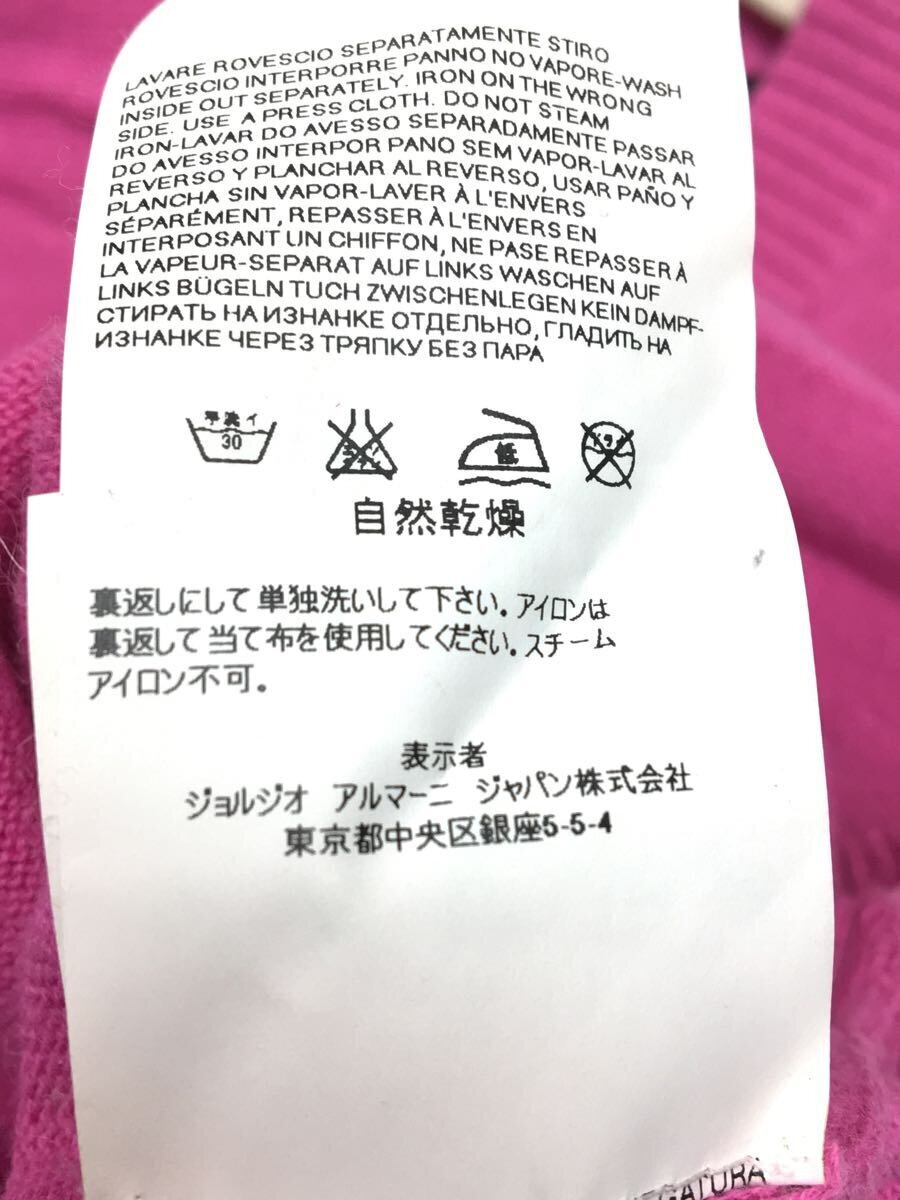 LAVARE ROVESCIO SEPARATAMENTE STIRO
ROVESCIO INTERPORRE PANNO NO VAPORE-WASH
INSIDE OUT SEPARATELY. IRON ON THE WRONG
SIDE. USE A PRESS CLOTH. DO NOT STEAM
IRON-LAVAR DO AVESSO SEPARADAMENTE PASSAR
DO AVESSO INTERPOR PANO SEM VAPOR-LAVAR AL
REVERSO Y PLANCHAR AL REVERSO, USAR PAÑO Y
PLANCHA SIN VAPOR-LAVER À L'ENVERS
SÉPARÉMENT, REPASSER À L'ENVERS EN
INTERPOSANT UN CHIFFON, NE PASE REPASSER À
LA VAPEUR-SEPARAT AUF LINKS WASCHEN AUF
LINKS BÜGELN TUCH ZWISCHENLEGEN KEIN DAMPF-
СТИРАТЬ НА ИЗНАНКЕ ОТДЕЛЬНО, ГЛАДИТЬ НА
ИЗНАНКЕ ЧЕРЕЗ ТРЯПКУ БЕЗ ПАРА
手洗イ
30
低
自然乾燥
裏返しにして単独洗いして下さい。アイロンは
裏返して当て布を使用してください。スチーム
アイロン不可。
表示者
ジョルジオ アルマーニ ジャパン株式会社
東京都中央区銀座5-5-4